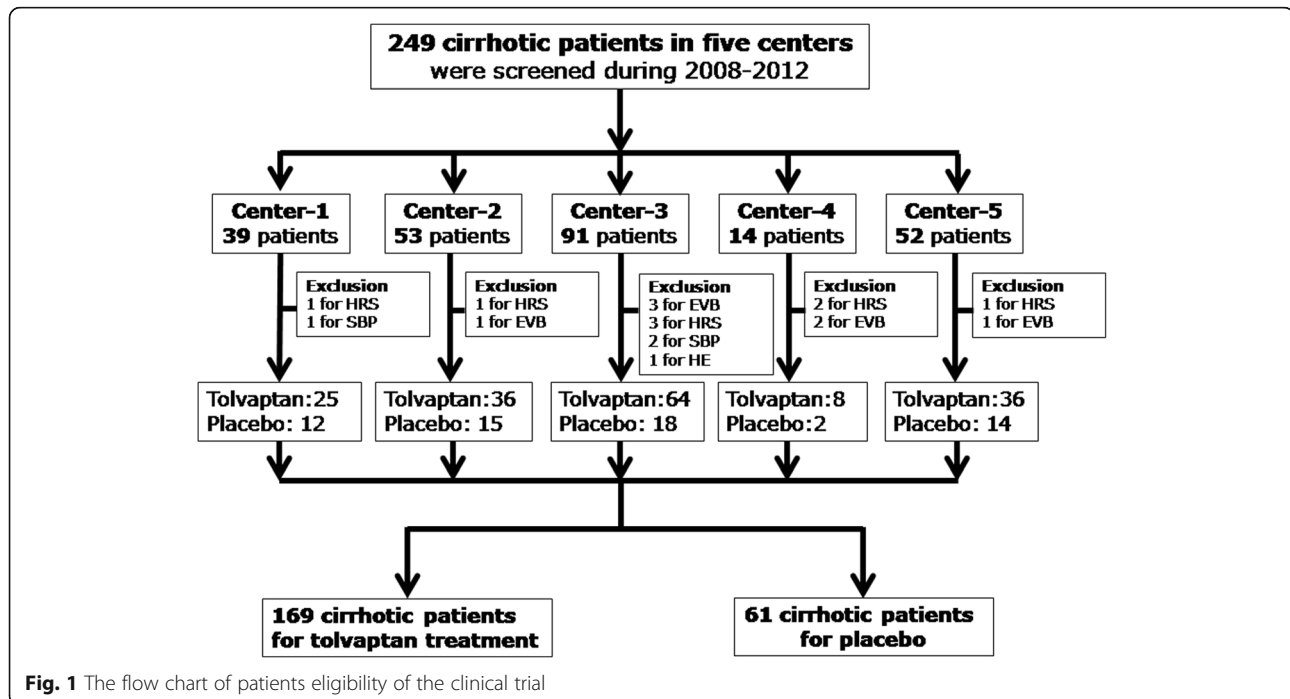 249 cirrhotic patients in five centers
were screened during 2008-2012
Center-1
39 patients
Center-2
53 patients
Center-3
91 patients
Center-4
14 patients
Center-5
52 patients
Exclusion
1 for HRS
1 for SBP
Exclusion
1 for HRS
1 for EVB
Exclusion
3 for EVB
3 for HRS
2 for SBP
1 for HE
Exclusion
2 for HRS
2 for EVB
Exclusion
1 for HRS
1 for EVB
Tolvaptan:25
Placebo: 12
Tolvaptan:36
Placebo: 15
Tolvaptan:64
Placebo: 18
Tolvaptan:8
Placebo:2
Tolvaptan:36
Placebo: 14
169 cirrhotic patients
for tolvaptan treatment
61 cirrhotic patients
for placebo
Fig. 1 The flow chart of patients eligibility of the clinical trial